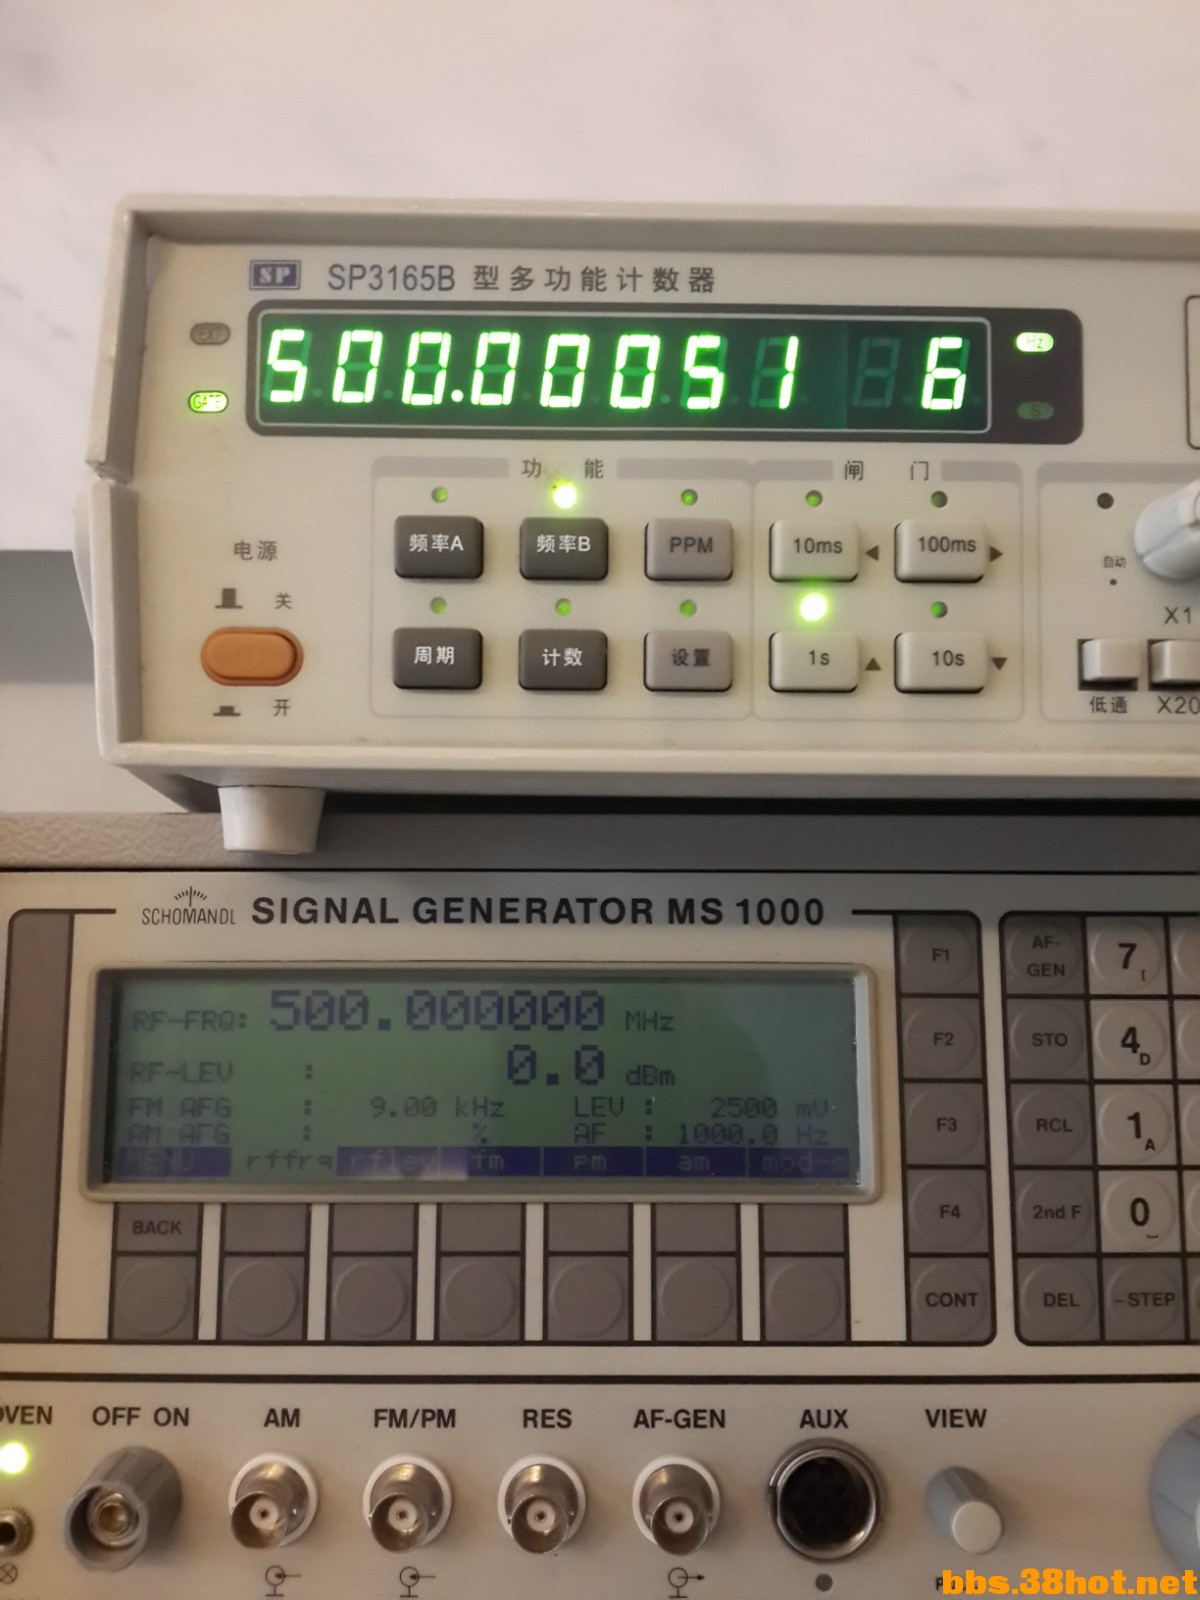 SP SP3165B 型多功能计数器
EXT
GATE
500.00051 6
Hz
S
功 能
闸 门
频率A 频率B PPM 10ms 100ms
电源
关
自动
X1
周期 计数 设置 1s 10s
开
低通 X20
SCHOMANDL SIGNAL GENERATOR MS 1000
RF-FRQ: 500.000000 MHz
RF-LEV : 0.0 dBm
FM AFG : 9.00 kHz LEV : 2500 mV
AM AFG : % AF : 1000.0 Hz
MENU rffrq rflev fm pm am mod-s
BACK
F1
F2
F3
F4
CONT
AF-GEN 7 [
STO 4 D
RCL 1 A
2nd F 0
DEL -STEP
OVEN OFF ON AM FM/PM RES AF-GEN AUX VIEW
bbs.38hot.net